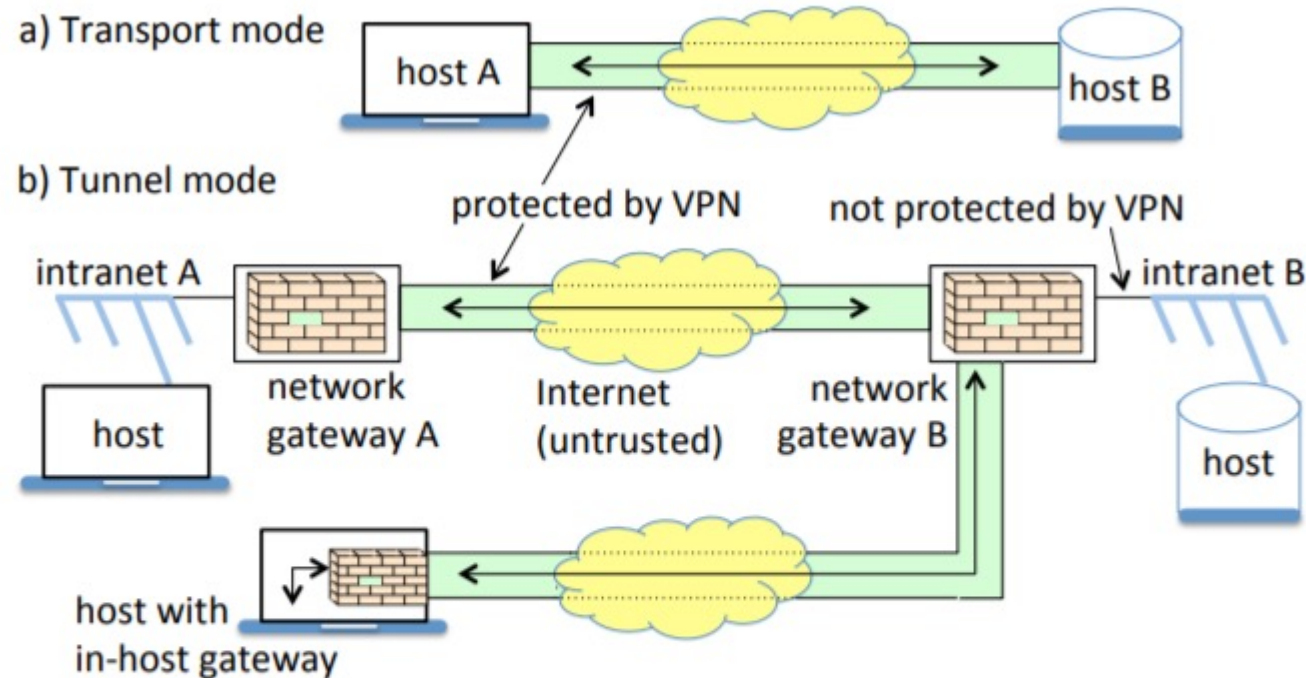 a) Transport mode
host A
host B
b) Tunnel mode
protected by VPN
not protected by VPN
intranet A
intranet B
network
gateway A
Internet
(untrusted)
network
gateway B
host
host
host with
in-host gateway